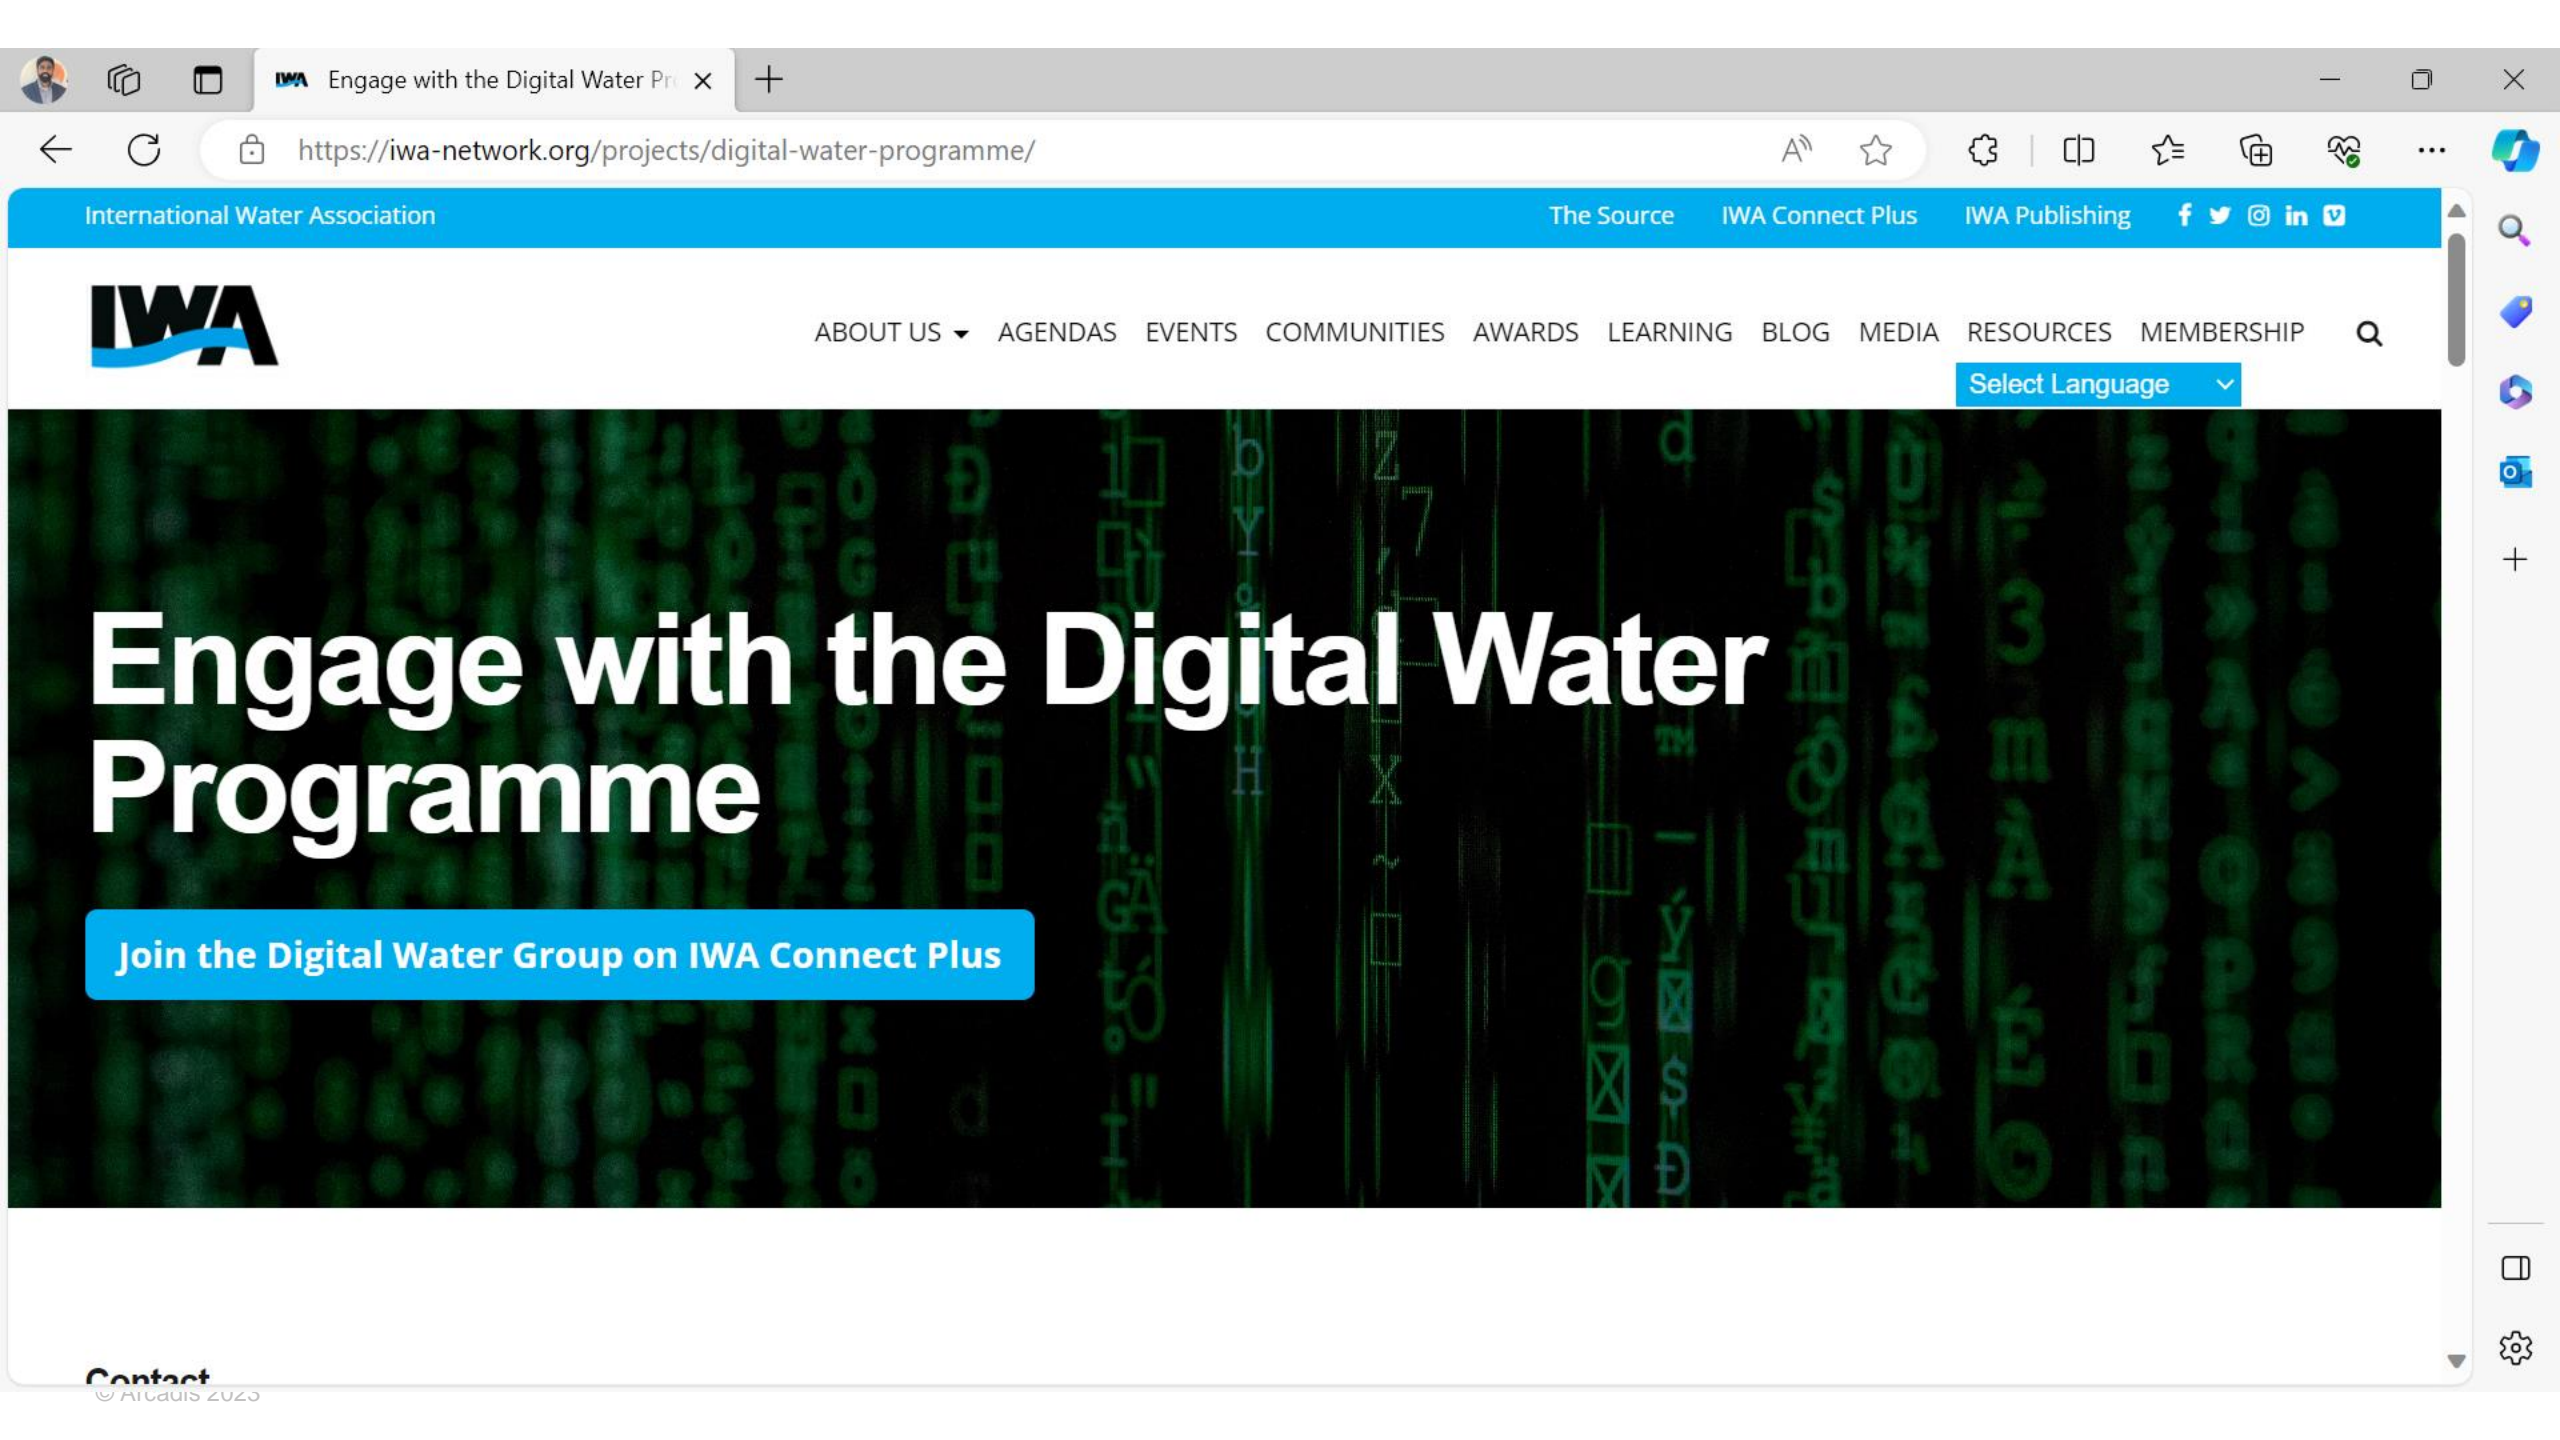 Engage with the Digital Water Pr
https://iwa-network.org/projects/digital-water-programme/
International Water Association
The Source IWA Connect Plus IWA Publishing
IWA
ABOUT US AGENDAS EVENTS COMMUNITIES AWARDS LEARNING BLOG MEDIA RESOURCES MEMBERSHIP
Select Language
Engage with the Digital Water
Programme
Join the Digital Water Group on IWA Connect Plus
Contact
© Arcadis 2023